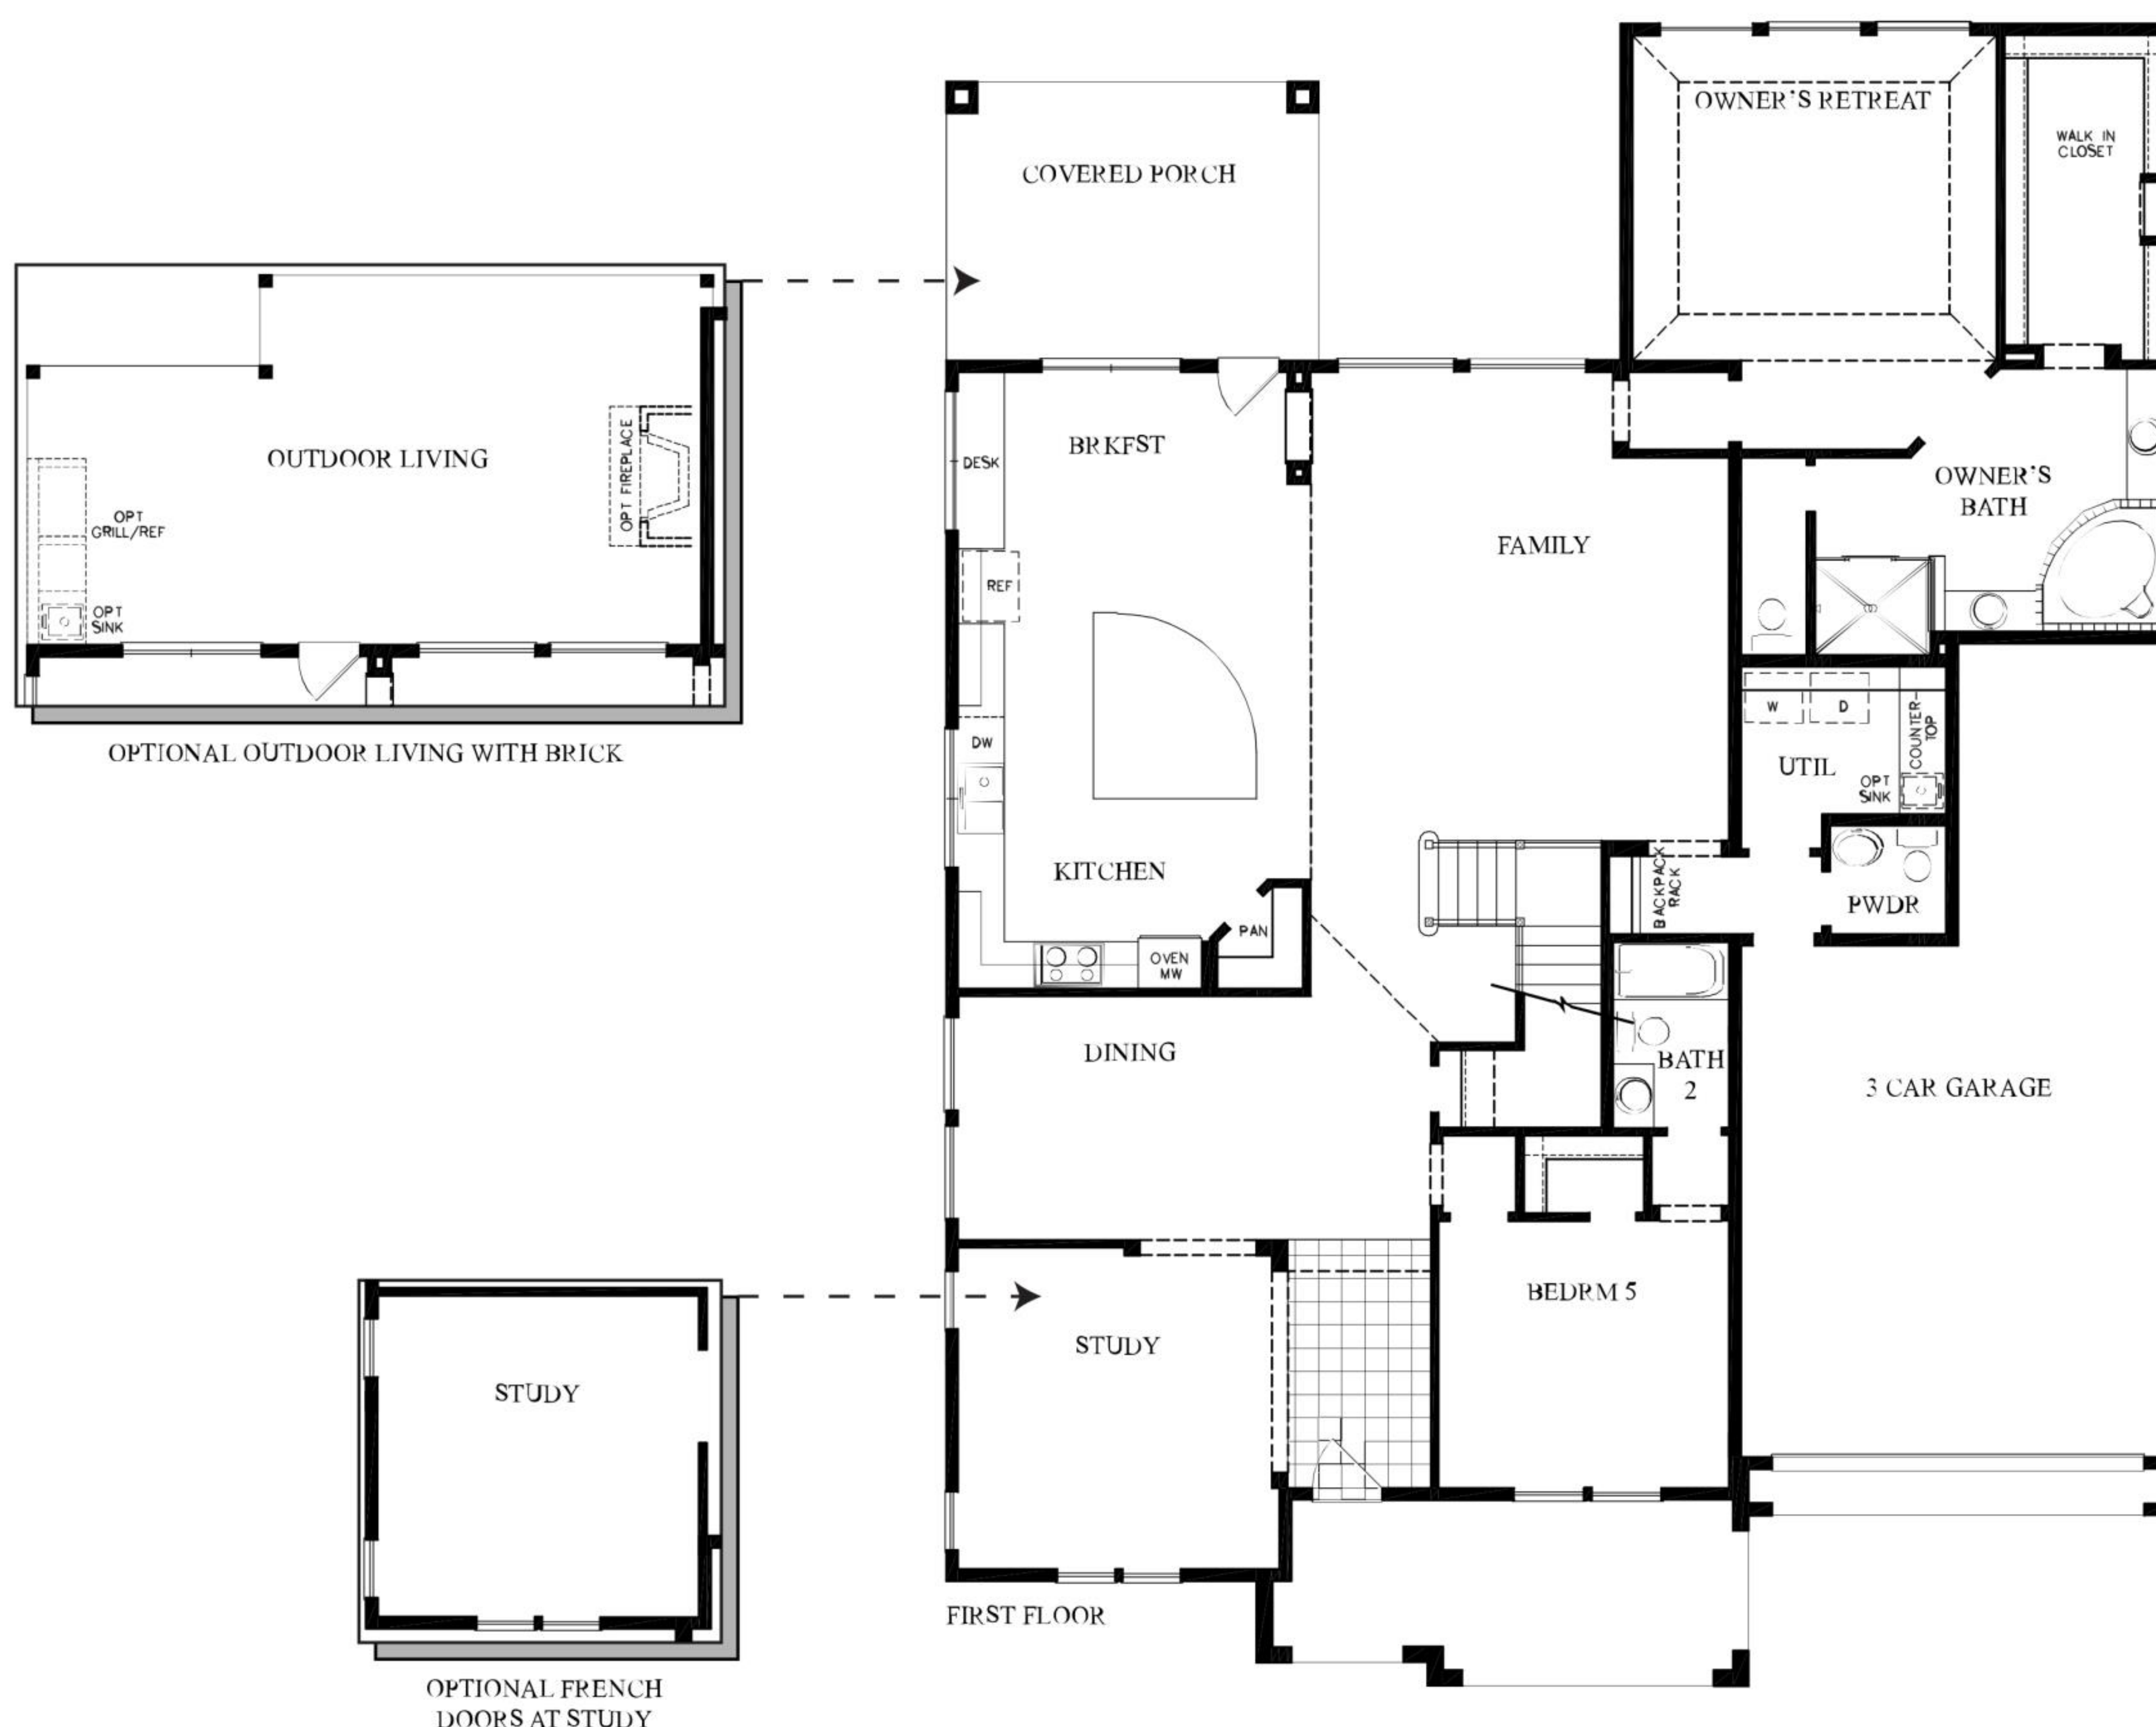 OWNER'S RETREAT
WALK IN
CLOSET
COVERED PORCH
OUTDOOR LIVING
OPT FIREPLACE
OPT
GRILL/REF
OPT
SINK
OPTIONAL OUTDOOR LIVING WITH BRICK
BRKFST
DESK
REF
DW
KITCHEN
PAN
OVEN
MW
FAMILY
OWNER'S
BATH
W
D
COUNTER-
TOP
UTIL
OPT
SINK
BACKPACK
RACK
PWDR
DINING
BATH
2
3 CAR GARAGE
BEDRM 5
STUDY
STUDY
FIRST FLOOR
OPTIONAL FRENCH
DOORS AT STUDY